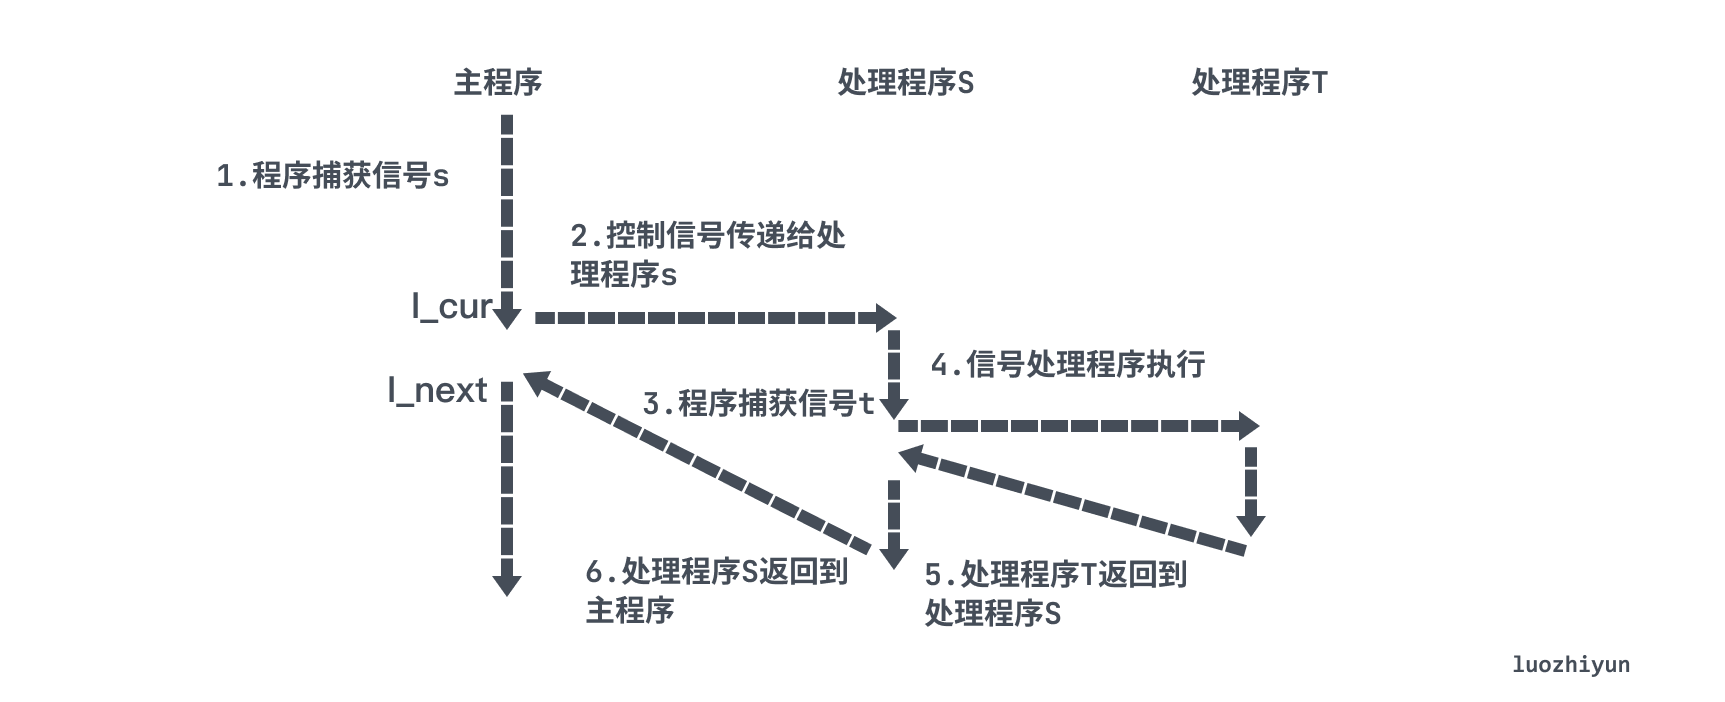 主程序
处理程序S
处理程序T
1.程序捕获信号s
2.控制信号传递给处
理程序s
I_cur
4.信号处理程序执行
I_next
3.程序捕获信号t
6.处理程序S返回到
主程序
5.处理程序T返回到
处理程序S
luozhiyun